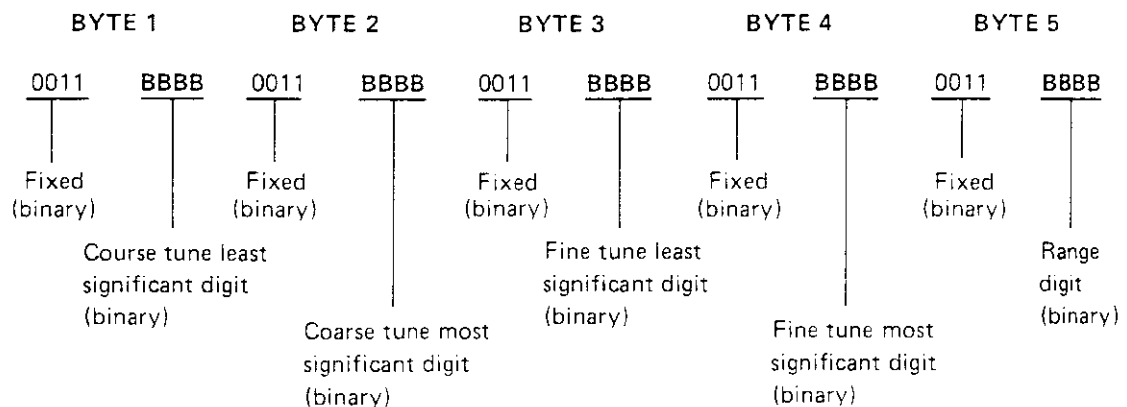 BYTE 1 BYTE 2 BYTE 3 BYTE 4 BYTE 5
0011 BBBB 0011 BBBB 0011 BBBB 0011 BBBB 0011 BBBB
Fixed Fixed Fixed Fixed Fixed
(binary) (binary) (binary) (binary) (binary)
Course tune least
significant digit
(binary)
Coarse tune most
significant digit
(binary)
Fine tune least
significant digit
(binary)
Fine tune most
significant digit
(binary)
Range
digit
(binary)